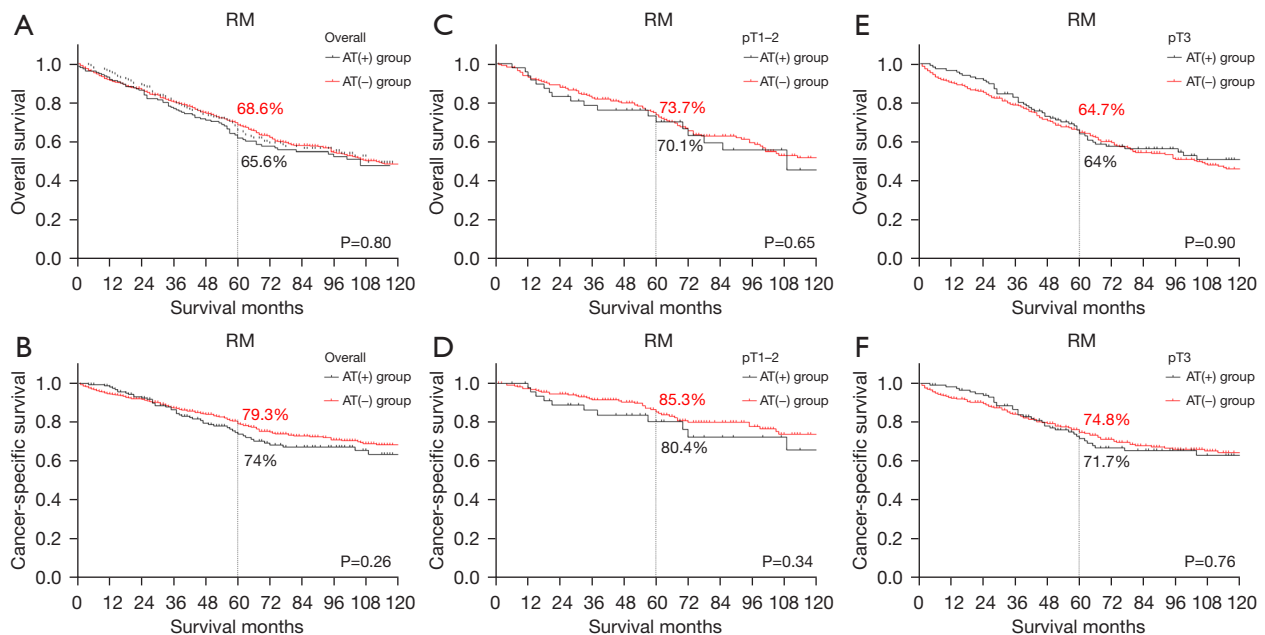 A
RM
Overall
AT(+) group
AT(−) group
Overall survival
1.0
0.8
0.6
0.4
0.2
0.0
68.6%
65.6%
P=0.80
0 12 24 36 48 60 72 84 96 108 120
Survival months
C
RM
pT1–2
AT(+) group
AT(−) group
Overall survival
1.0
0.8
0.6
0.4
0.2
0.0
73.7%
70.1%
P=0.65
0 12 24 36 48 60 72 84 96 108 120
Survival months
E
RM
pT3
AT(+) group
AT(−) group
Overall survival
1.0
0.8
0.6
0.4
0.2
0.0
64.7%
64%
P=0.90
0 12 24 36 48 60 72 84 96 108 120
Survival months
B
RM
Overall
AT(+) group
AT(−) group
Cancer-specific survival
1.0
0.8
0.6
0.4
0.2
0.0
79.3%
74%
P=0.26
0 12 24 36 48 60 72 84 96 108 120
Survival months
D
RM
pT1–2
AT(+) group
AT(−) group
Cancer-specific survival
1.0
0.8
0.6
0.4
0.2
0.0
85.3%
80.4%
P=0.34
0 12 24 36 48 60 72 84 96 108 120
Survival months
F
RM
pT3
AT(+) group
AT(−) group
Cancer-specific survival
1.0
0.8
0.6
0.4
0.2
0.0
74.8%
71.7%
P=0.76
0 12 24 36 48 60 72 84 96 108 120
Survival months